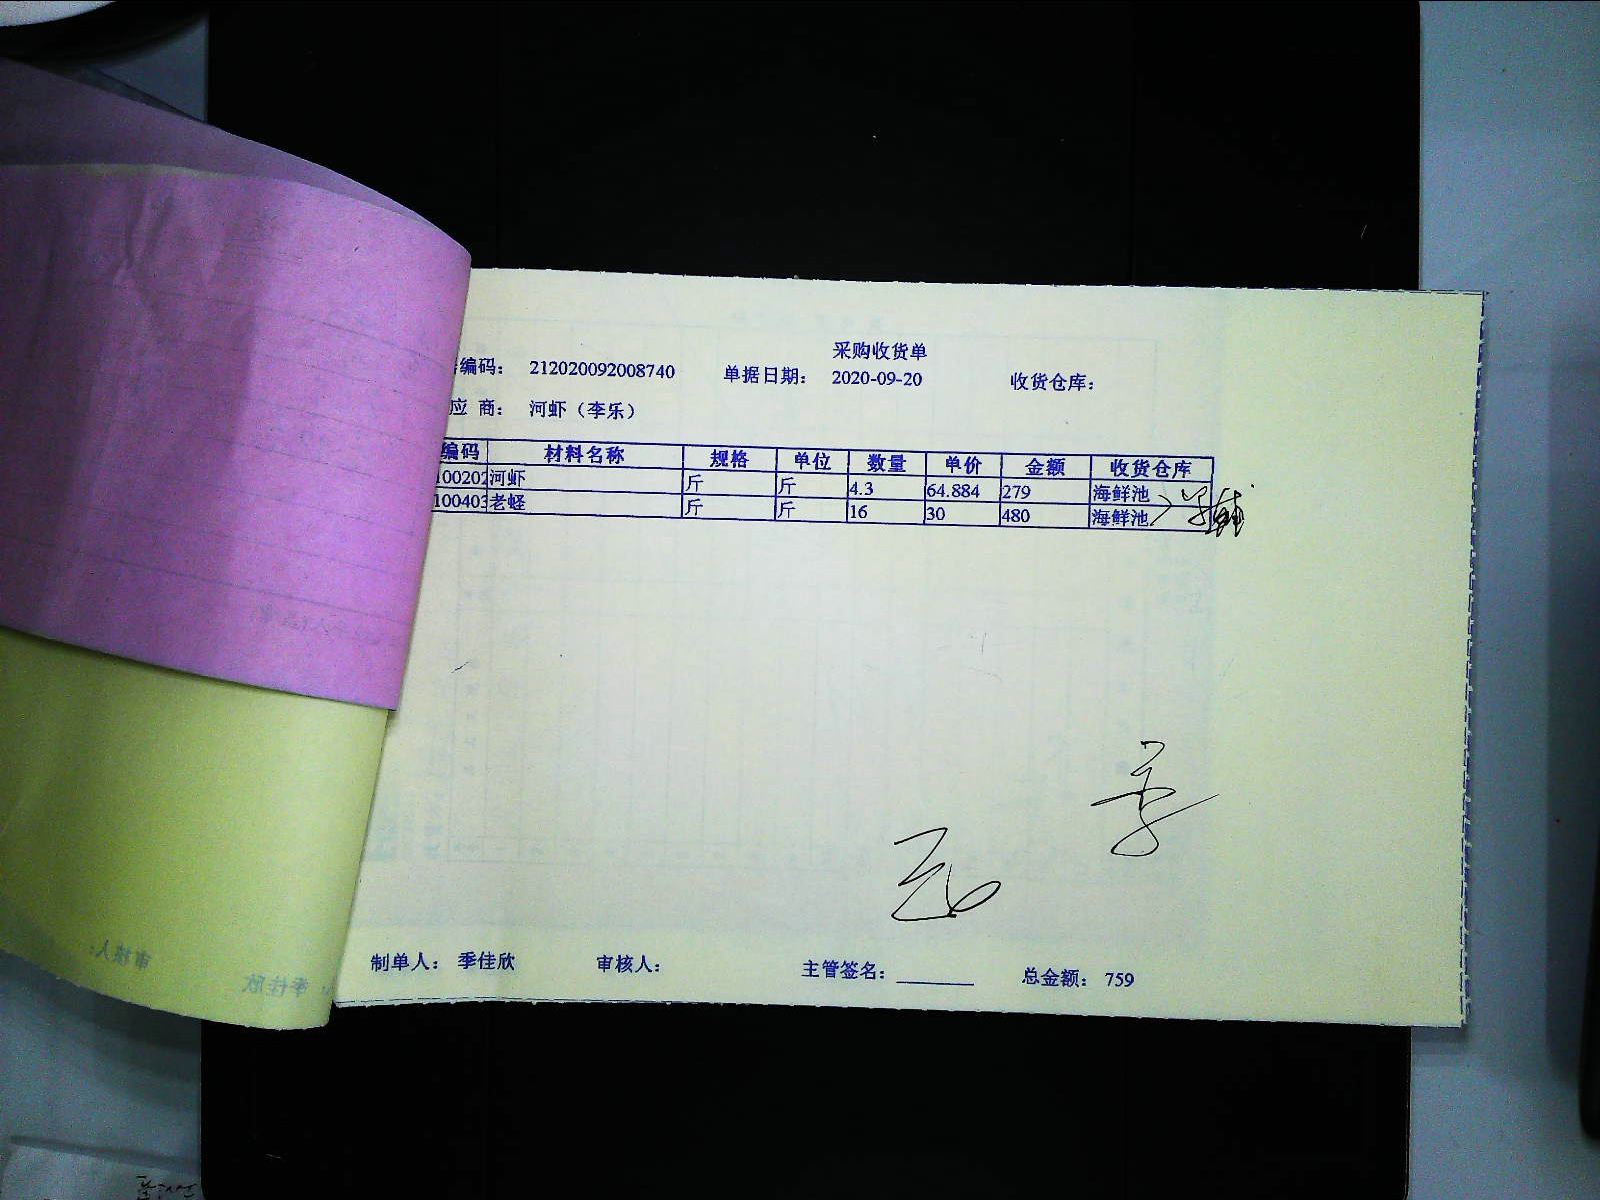 采购收货单
编码： 212020092008740 单据日期： 2020-09-20 收货仓库：
应 商： 河虾（李乐）
编码 材料名称 规格 单位 数量 单价 金额 收货仓库
100202 河虾 斤 斤 4.3 64.884 279 海鲜池
100403 老蛏 斤 斤 16 30 480 海鲜池
制单人： 季佳欣 审核人： 主管签名： 总金额： 759